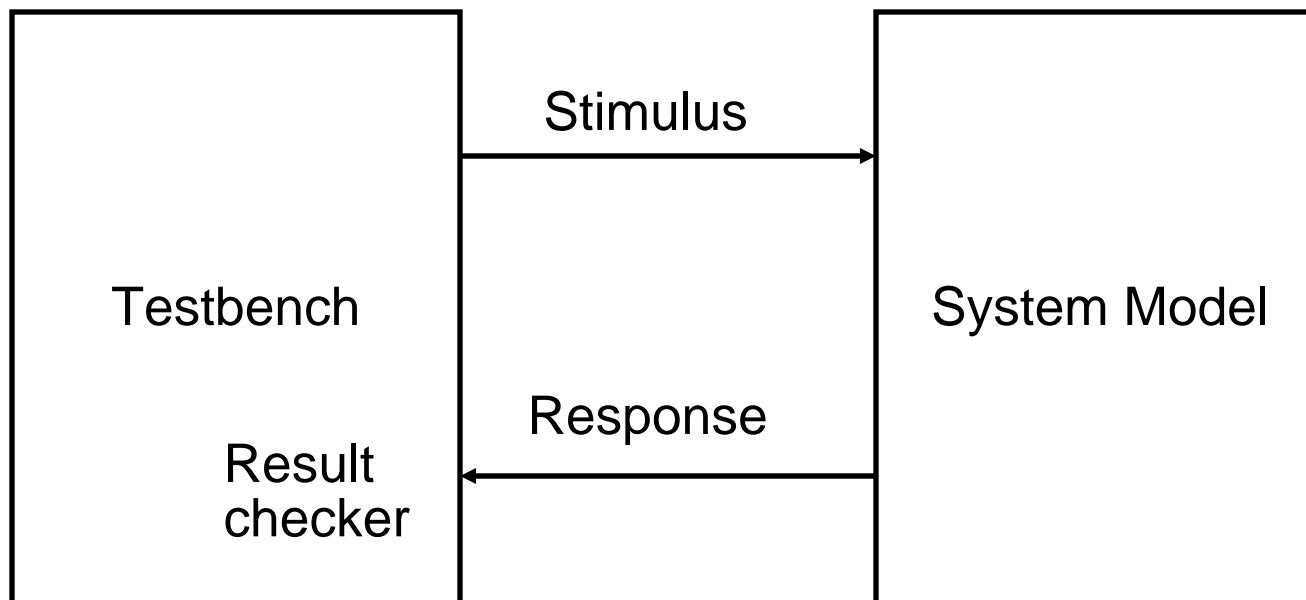 Stimulus
Testbench
System Model
Response
Result
checker